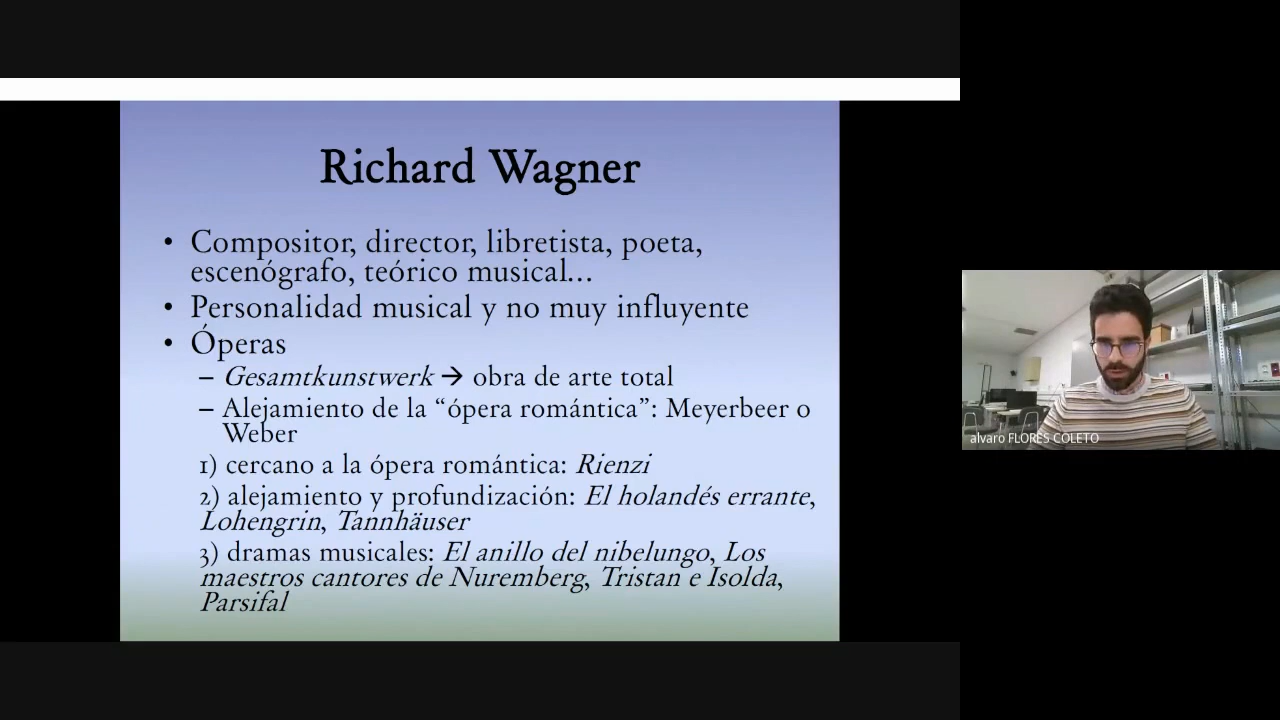 Richard Wagner
• Compositor, director, libretista, poeta,
escenógrafo, teórico musical...
• Personalidad musical y no muy influyente
• Óperas
– Gesamtkunstwerk → obra de arte total
– Alejamiento de la “ópera romántica”: Meyerbeer o
Weber
1) cercano a la ópera romántica: Rienzi
2) alejamiento y profundización: El holandés errante,
Lohengrin, Tannhäuser
3) dramas musicales: El anillo del nibelungo, Los
maestros cantores de Nuremberg, Tristan e Isolda,
Parsifal
alvaro FLORES COLETO